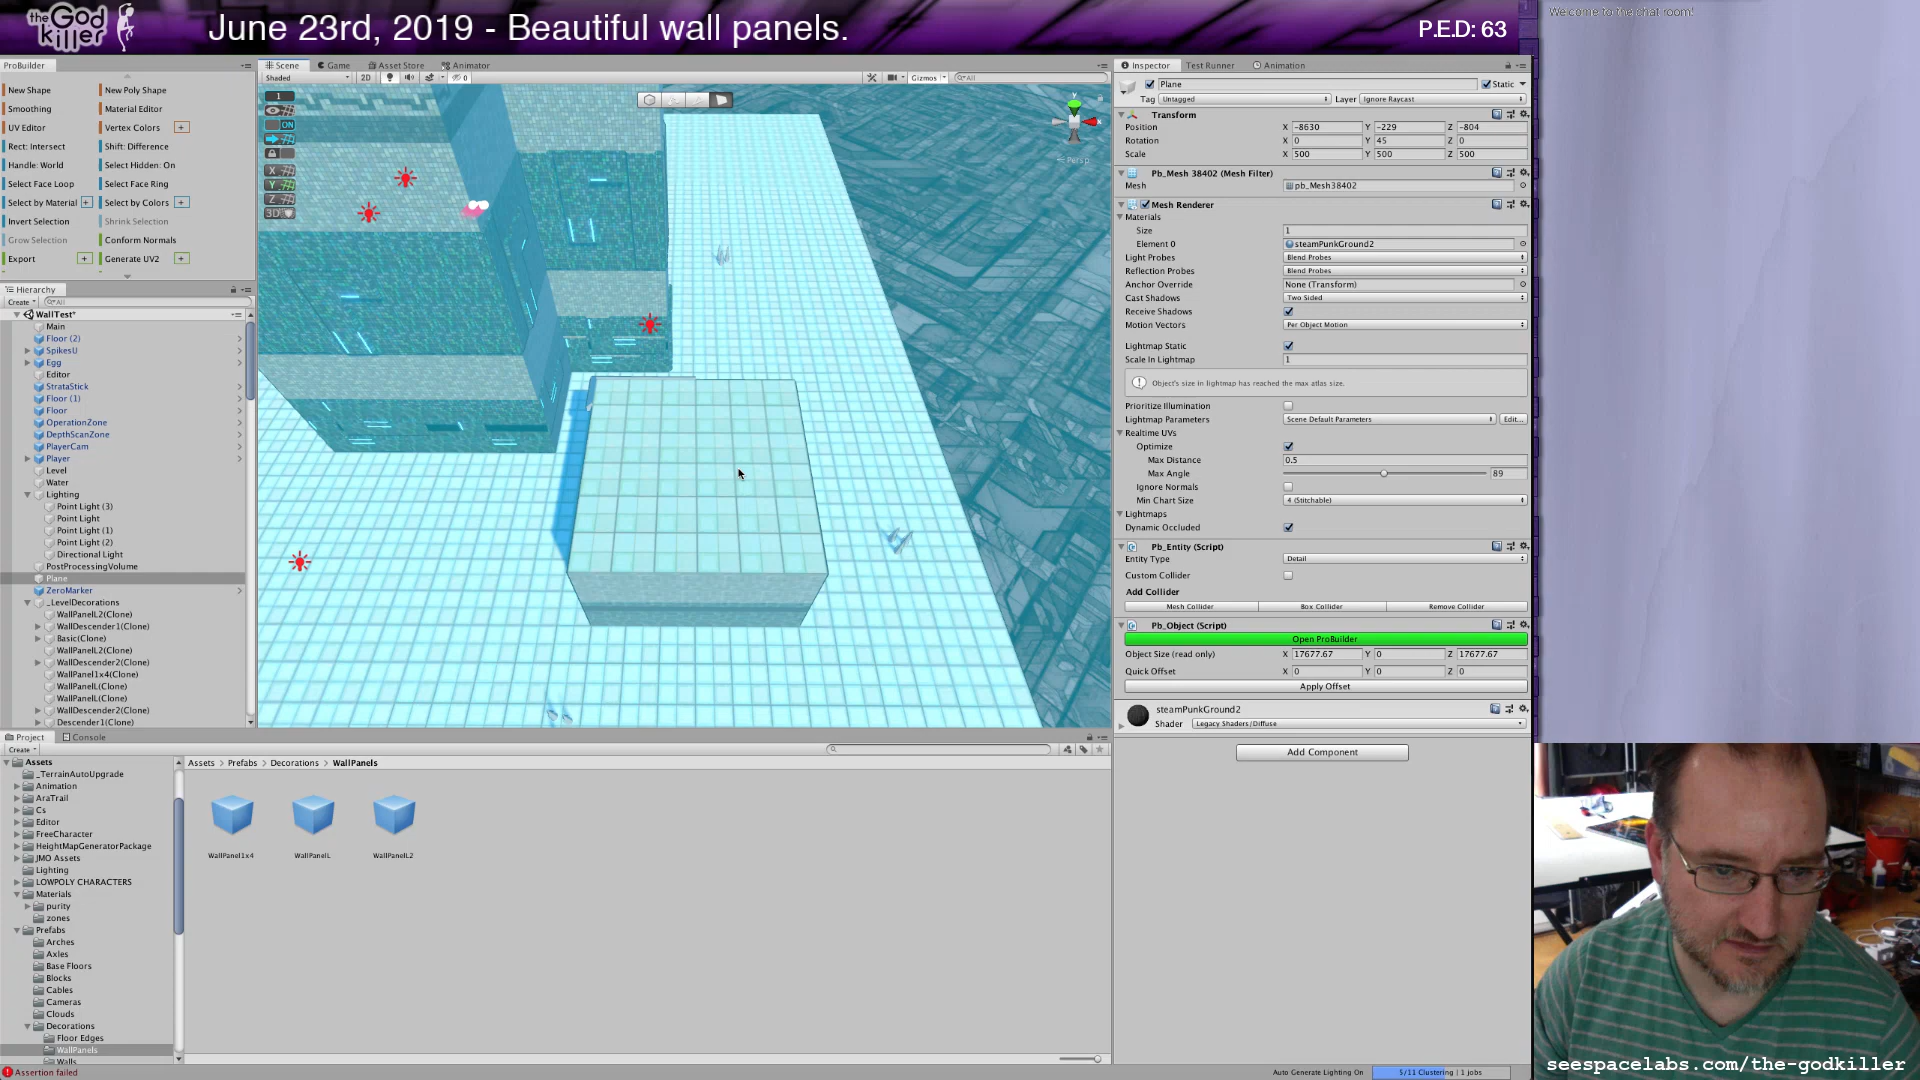 the GodKiller
June 23rd, 2019 - Beautiful wall panels.
P.E.D: 63
Welcome to the chat room!
ProBuilder
New Shape
New Poly Shape
Smoothing
Material Editor
UV Editor
Vertex Colors
+
Rect: Intersect
Shift: Difference
Handle: World
Select Hidden: On
Select Face Loop
Select Face Ring
Select by Material
+
Select by Colors
+
Invert Selection
Shrink Selection
Grow Selection
Conform Normals
Export
+
Generate UV2
+
Hierarchy
Create
All
WallTest*
Main
Floor (2)
SpikesU
Egg
Editor
StrataStick
Floor (1)
Floor
OperationZone
DepthScanZone
PlayerCam
Player
Level
Water
Lighting
Point Light (3)
Point Light
Point Light (1)
Point Light (2)
Directional Light
PostProcessingVolume
Plane
ZeroMarker
_LevelDecorations
WallPanelL2(Clone)
WallDescender1(Clone)
Basic(Clone)
WallPanelL2(Clone)
WallDescender2(Clone)
WallPanel1x4(Clone)
WallPanelL(Clone)
WallPanelL(Clone)
WallDescender2(Clone)
Descender1(Clone)
Scene
Game
Asset Store
Animator
Shaded
2D
0
Gizmos
All
1
ON
X
Y
Z
3D
y
x
Persp
Inspector
Test Runner
Animation
Plane
Static
Tag
Untagged
Layer
Ignore Raycast
Transform
Position
X -8630
Y -229
Z -804
Rotation
X 0
Y 45
Z 0
Scale
X 500
Y 500
Z 500
Pb_Mesh 38402 (Mesh Filter)
Mesh
pb_Mesh38402
Mesh Renderer
Materials
Size
1
Element 0
steamPunkGround2
Light Probes
Blend Probes
Reflection Probes
Blend Probes
Anchor Override
None (Transform)
Cast Shadows
Two Sided
Receive Shadows
Motion Vectors
Per Object Motion
Lightmap Static
Scale In Lightmap
1
Object's size in lightmap has reached the max atlas size.
Prioritize Illumination
Lightmap Parameters
Scene Default Parameters
Edit...
Realtime UVs
Optimize
Max Distance
0.5
Max Angle
89
Ignore Normals
Min Chart Size
4 (Stitchable)
Lightmaps
Dynamic Occluded
Pb_Entity (Script)
Entity Type
Detail
Custom Collider
Add Collider
Mesh Collider
Box Collider
Remove Collider
Pb_Object (Script)
Open ProBuilder
Object Size (read only)
X 17677.67
Y 0
Z 17677.67
Quick Offset
X 0
Y 0
Z 0
Apply Offset
steamPunkGround2
Shader
Legacy Shaders/Diffuse
Add Component
Project
Console
Create
Assets
_TerrainAutoUpgrade
Animation
AraTrail
Cs
Editor
FreeCharacter
HeightMapGeneratorPackage
JMO Assets
Lighting
LOWPOLY CHARACTERS
Materials
purity
zones
Prefabs
Arches
Axles
Base Floors
Blocks
Cables
Cameras
Clouds
Decorations
Floor Edges
WallPanels
Walls
Assets > Prefabs > Decorations > WallPanels
WallPanel1x4
WallPanelL
WallPanelL2
Assertion failed
Auto Generate Lighting On
5/11 Clustering | 1 jobs
seespacelabs.com/the-godkiller